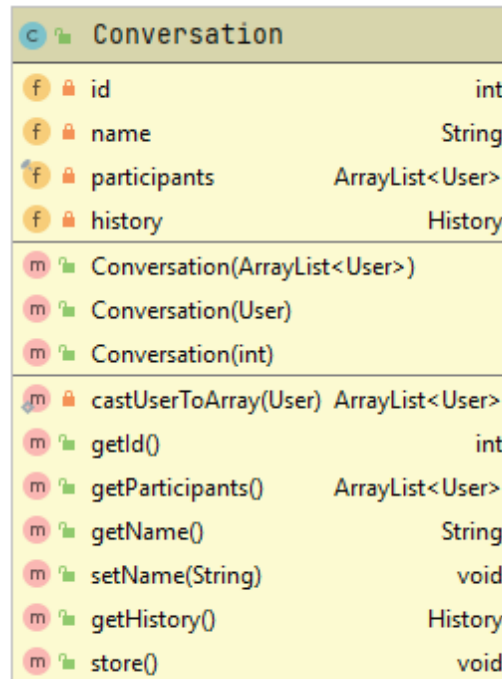 c Conversation
f id int
f name String
f participants ArrayList<User>
f history History
m Conversation(ArrayList<User>)
m Conversation(User)
m Conversation(int)
m castUserToArray(User) ArrayList<User>
m getId() int
m getParticipants() ArrayList<User>
m getName() String
m setName(String) void
m getHistory() History
m store() void